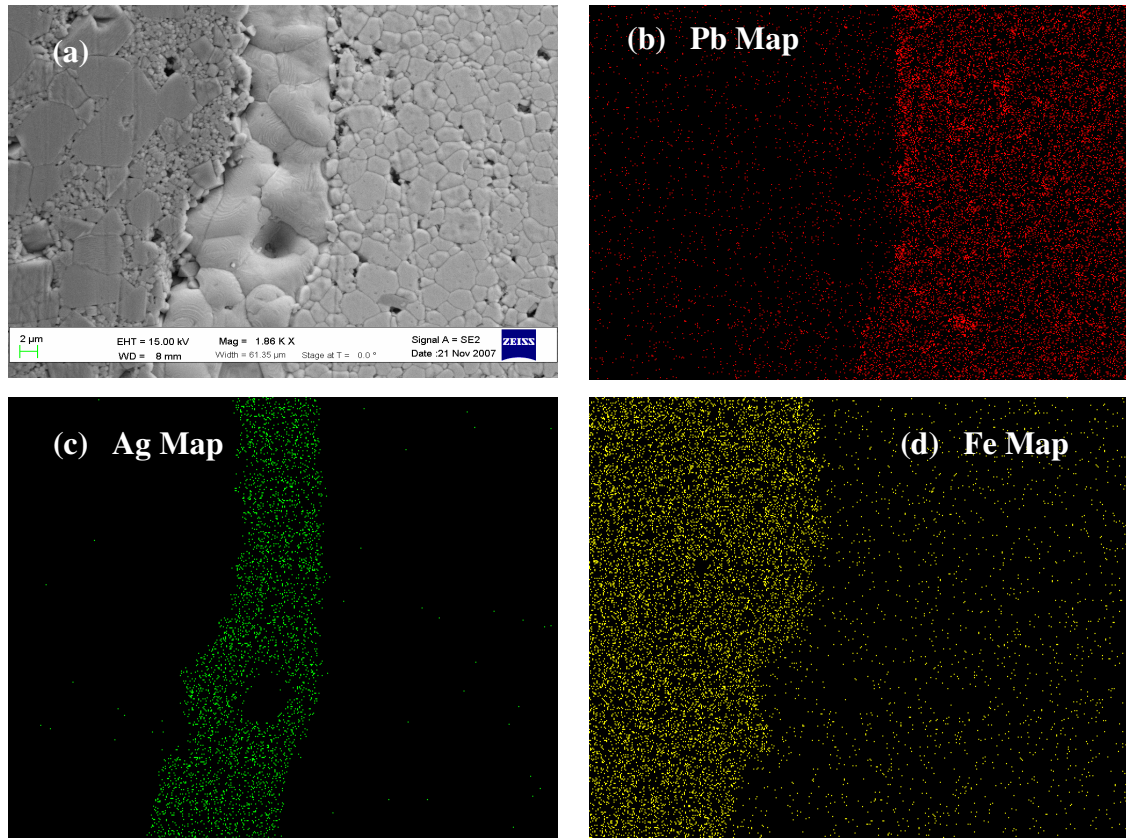 (a)
(b) Pb Map
2 µm
EHT = 15.00 kV
Mag = 1.86 K X
Signal A = SE2
WD = 8 mm
Width = 61.35 µm
Stage at T = 0.0 °
Date :21 Nov 2007
ZEISS
(c) Ag Map
(d) Fe Map